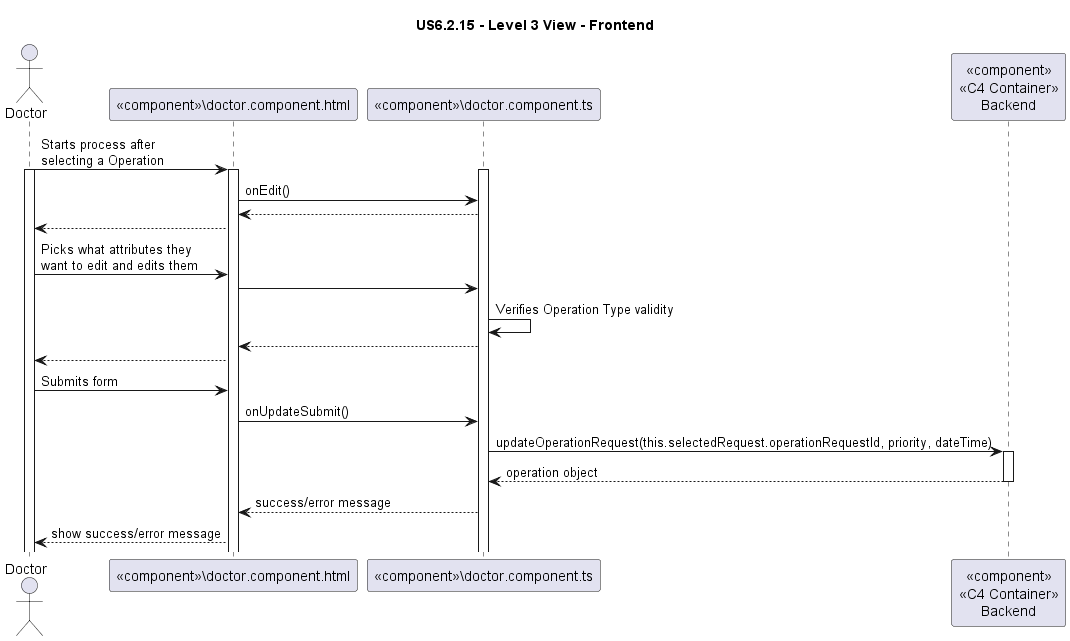 US6.2.15 - Level 3 View - Frontend
Doctor
«component»\doctor.component.html
«component»\doctor.component.ts
«component»
«C4 Container»
Backend
Starts process after
selecting a Operation
onEdit()
Picks what attributes they
want to edit and edits them
Verifies Operation Type validity
Submits form
onUpdateSubmit()
updateOperationRequest(this.selectedRequest.operationRequestId, priority, dateTime)
operation object
success/error message
show success/error message
Doctor
«component»\doctor.component.html
«component»\doctor.component.ts
«component»
«C4 Container»
Backend